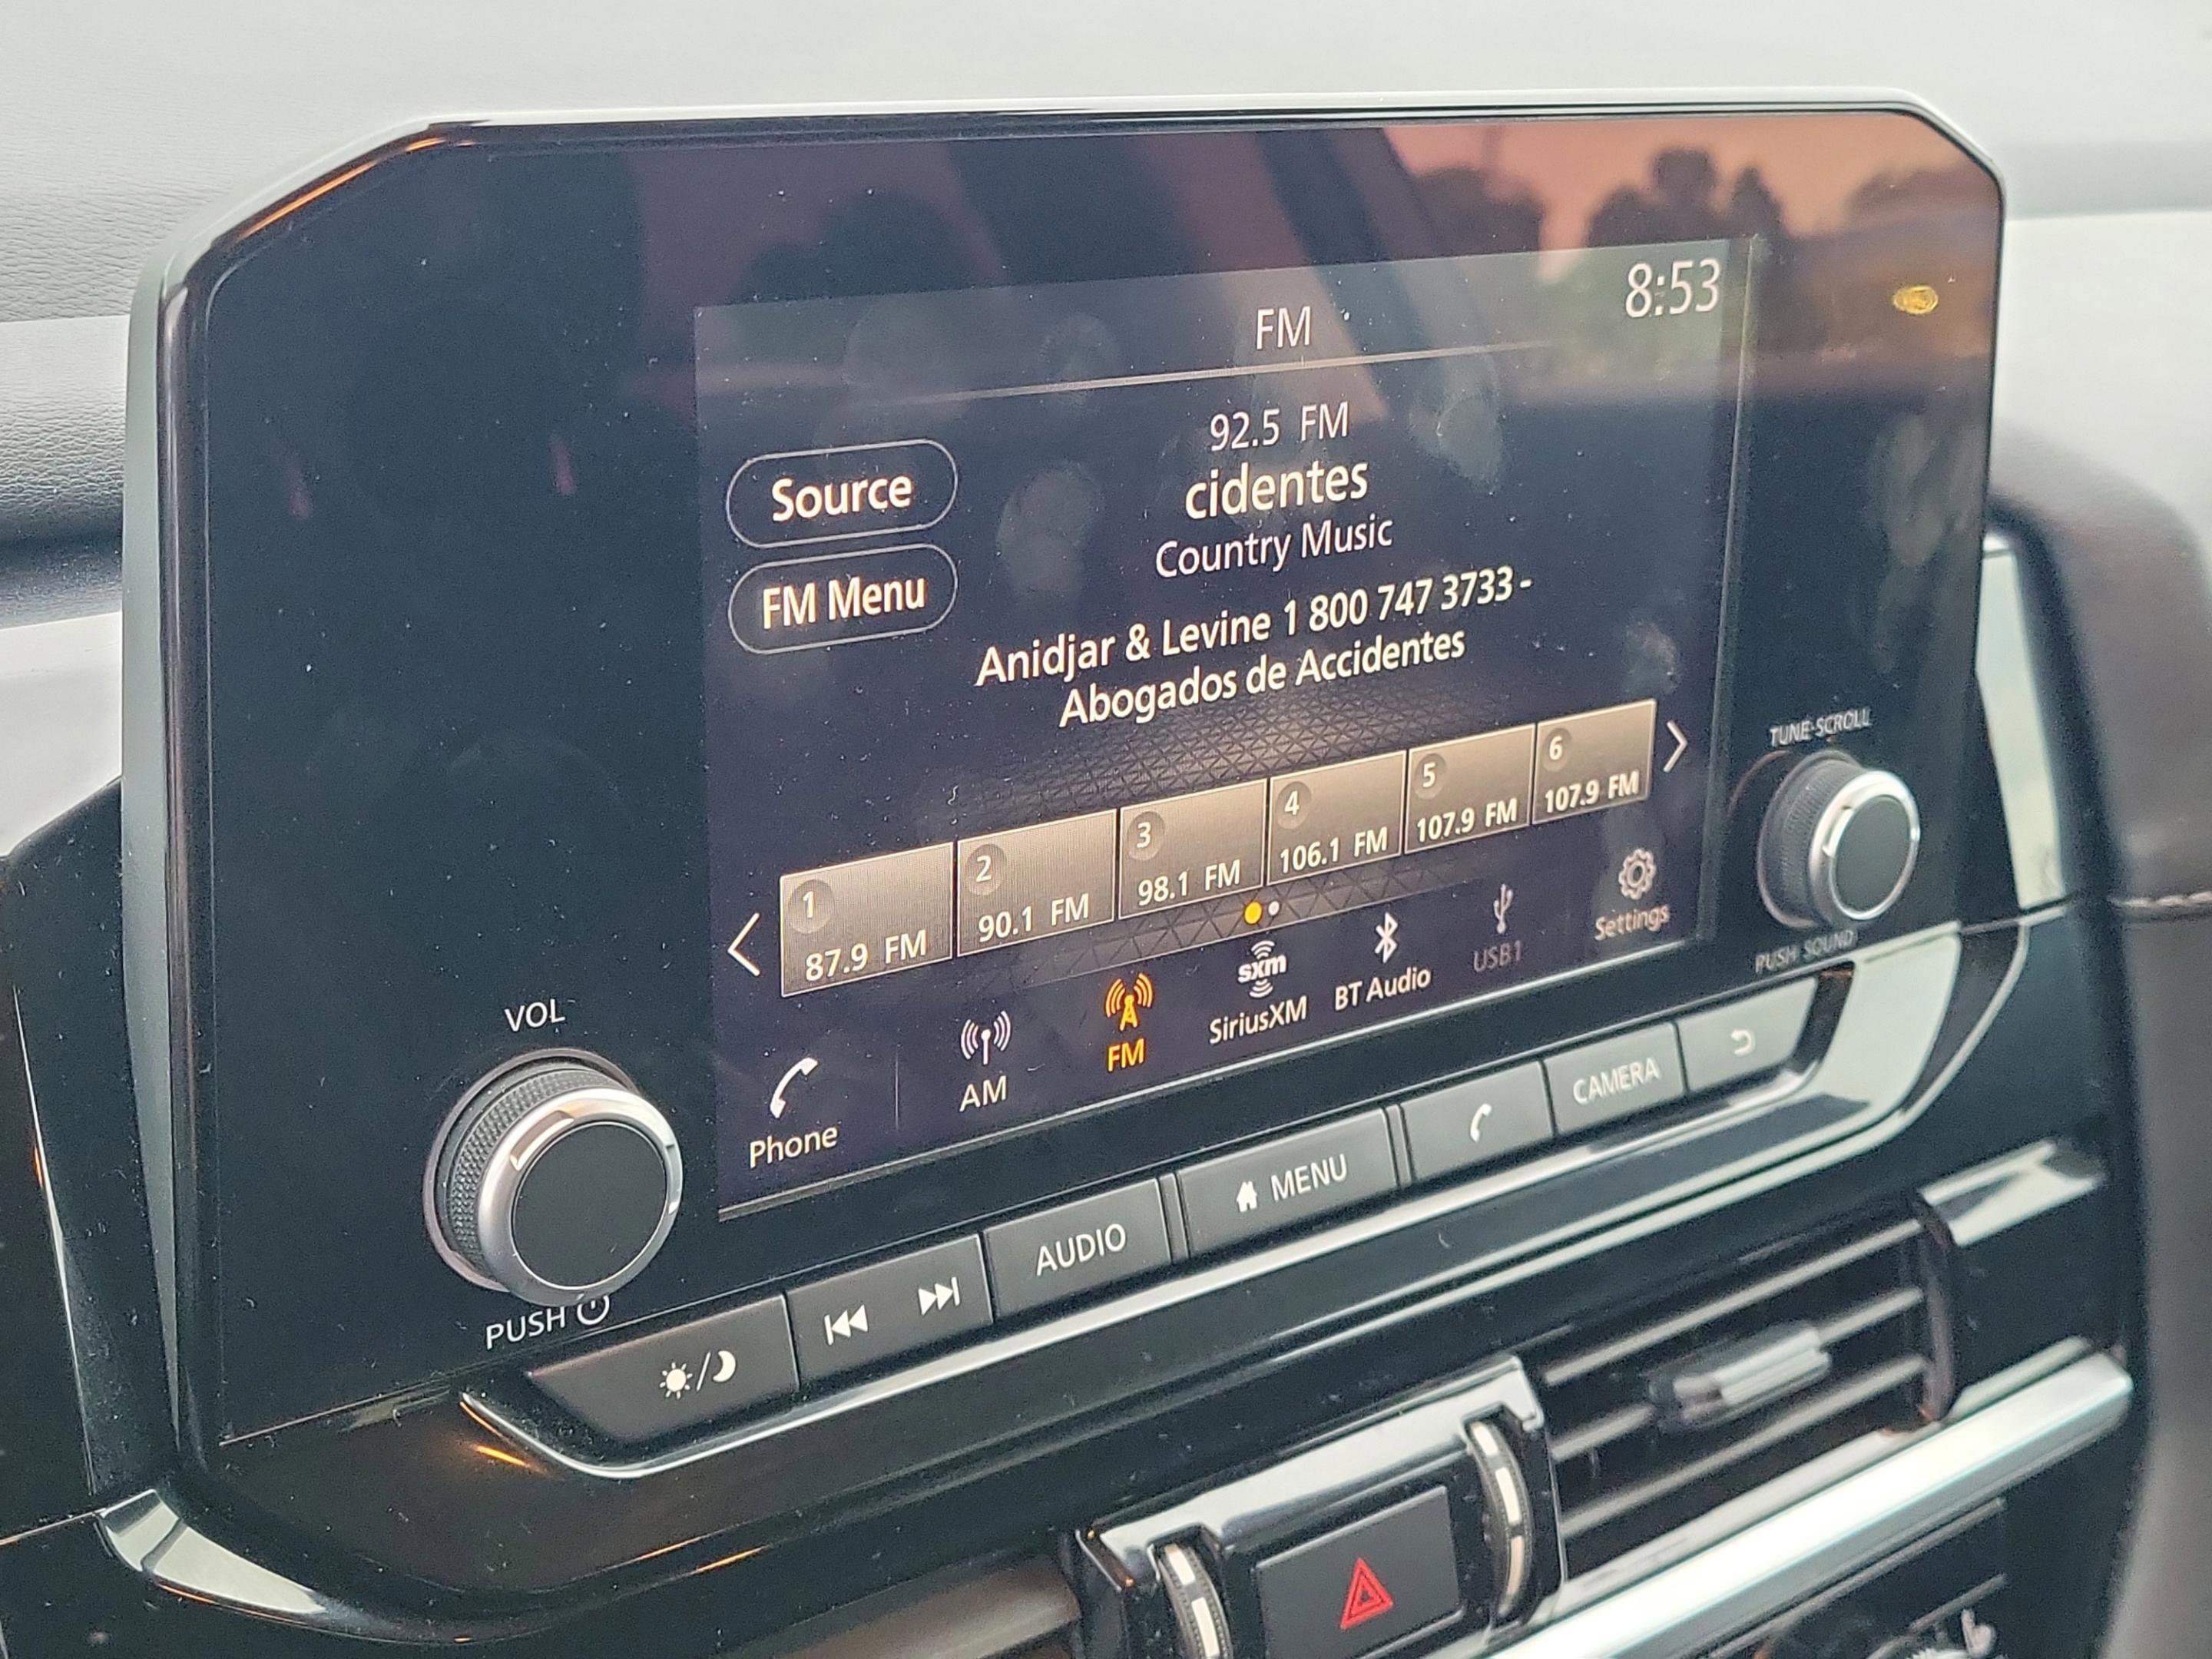 FM
8:53
92.5 FM
cidentes
Country Music
Anidjar & Levine 1 800 747 3733 -
Abogados de Accidentes
Source
FM Menu
1
87.9 FM
2
90.1 FM
3
98.1 FM
4
106.1 FM
5
107.9 FM
6
107.9 FM
Phone
AM
FM
sxm
SiriusXM
BT Audio
USB1
Settings
VOL
PUSH
TUNE·SCROLL
PUSH SOUND
AUDIO
MENU
CAMERA